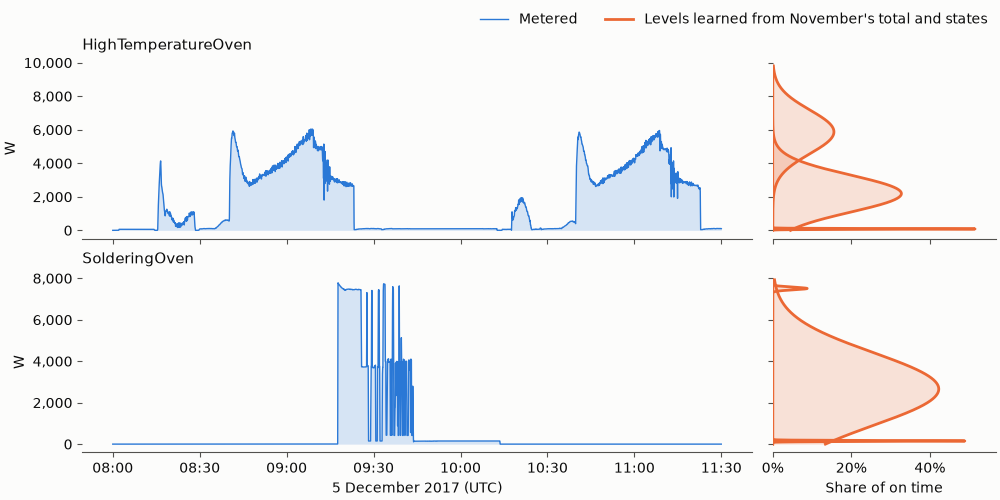 Metered
Levels learned from November's total and states
HighTemperatureOven
10,000
8,000
6,000
4,000
2,000
0
W
SolderingOven
8,000
6,000
4,000
2,000
0
W
08:00 08:30 09:00 09:30 10:00 10:30 11:00 11:30
5 December 2017 (UTC)
0% 20% 40%
Share of on time